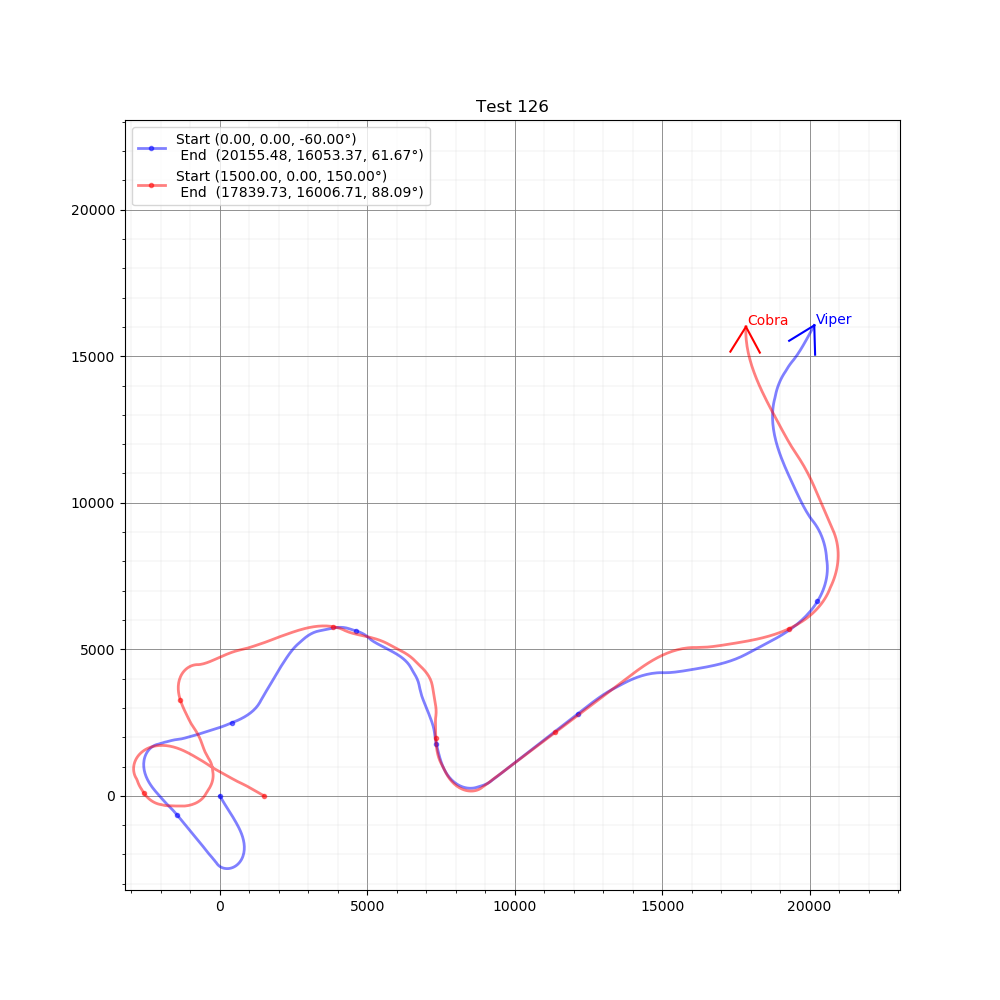 Test 126
Start (0.00, 0.00, -60.00°)
End (20155.48, 16053.37, 61.67°)
Start (1500.00, 0.00, 150.00°)
End (17839.73, 16006.71, 88.09°)
20000
Cobra
Viper
15000
10000
5000
0
0
5000
10000
15000
20000